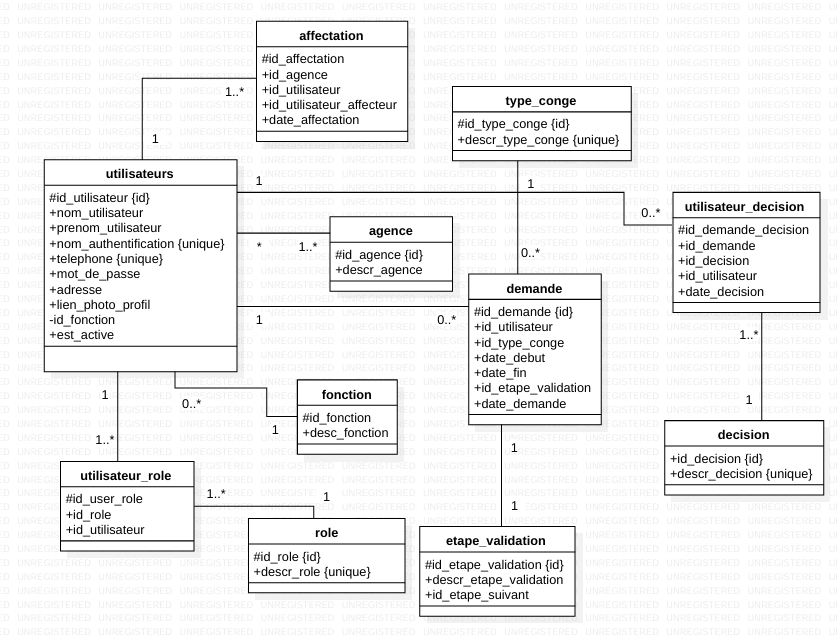 affectation
#id_affectation
+id_agence
+id_utilisateur
+id_utilisateur_affecteur
+date_affectation
1..*
1
type_conge
#id_type_conge {id}
+descr_type_conge {unique}
utilisateurs
#id_utilisateur {id}
+nom_utilisateur
+prenom_utilisateur
+nom_authentification {unique}
+telephone {unique}
+mot_de_passe
+adresse
+lien_photo_profil
-id_fonction
+est_active
1
1
0..*
utilisateur_decision
#id_demande_decision
+id_demande
+id_decision
+id_utilisateur
+date_decision
agence
#id_agence {id}
+descr_agence
*
1..*
0..*
demande
#id_demande {id}
+id_utilisateur
+id_type_conge
+date_debut
+date_fin
+id_etape_validation
+date_demande
1
0..*
1..*
1
decision
+id_decision {id}
+descr_decision {unique}
fonction
#id_fonction
+desc_fonction
0..*
1
1
1..*
utilisateur_role
#id_user_role
+id_role
+id_utilisateur
1..*
1
role
#id_role {id}
+descr_role {unique}
1
1
etape_validation
#id_etape_validation {id}
+descr_etape_validation
+id_etape_suivant
UNREGISTERED